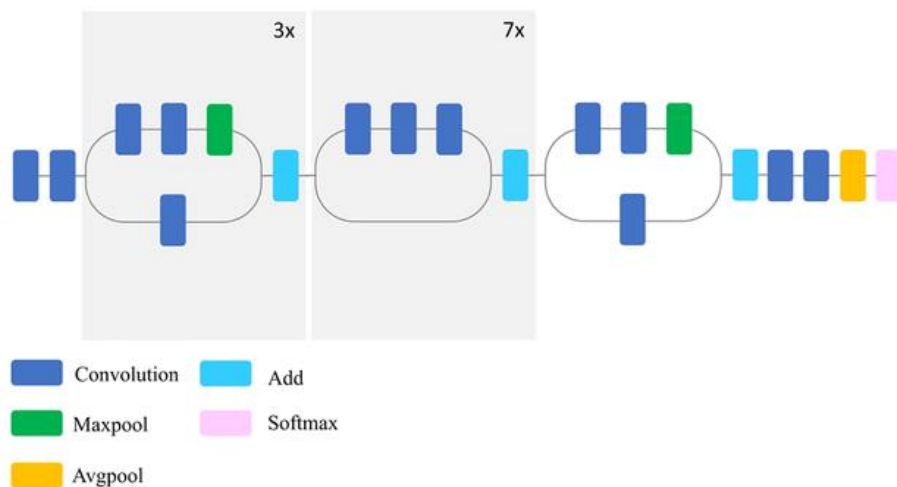 3x
7x
Convolution
Add
Maxpool
Softmax
Avgpool